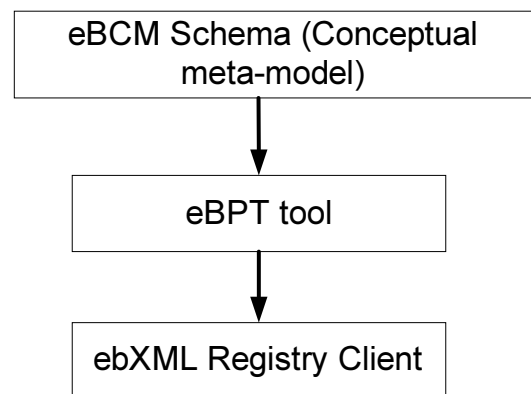 eBCM Schema (Conceptual
meta-model)
eBPT tool
ebXML Registry Client